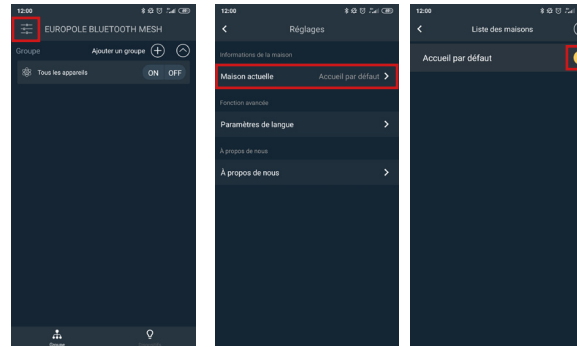 12:00
EUROPOLE BLUETOOTH MESH
Groupe Ajouter un groupe
Tous les appareils ON OFF
Groupe
12:00
Réglages
Informations de la maison
Maison actuelle Accueil par défaut
Fonction avancée
Paramètres de langue
À propos de nous
À propos de nous
12:00
Liste des maisons
Accueil par défaut